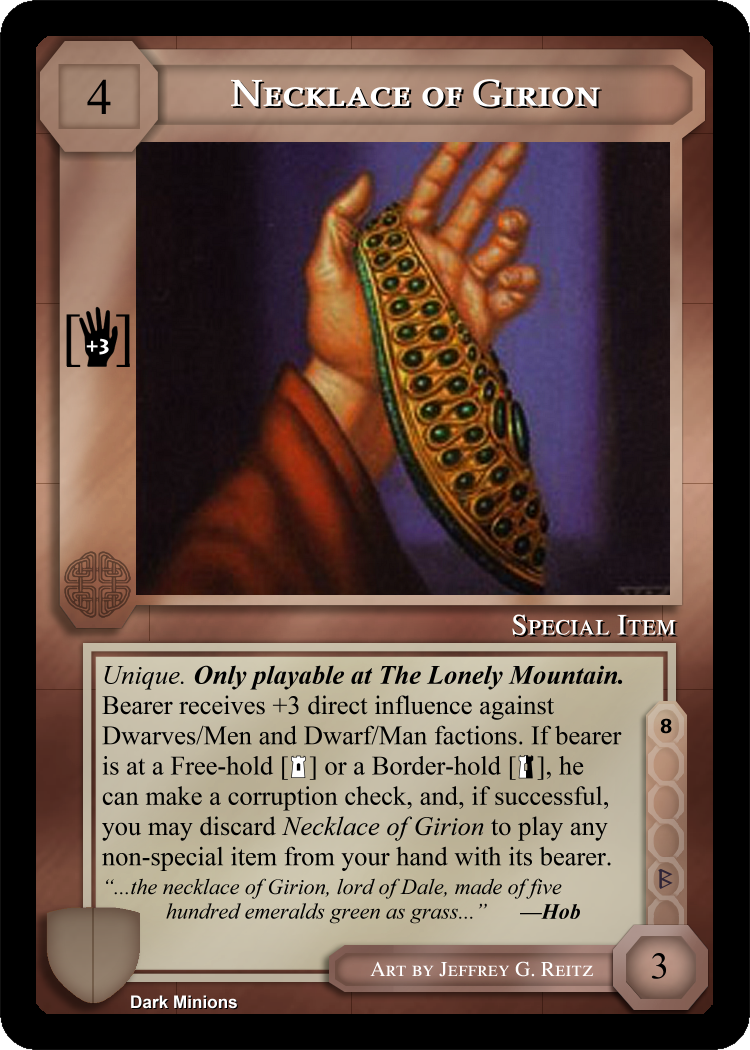 4
Necklace of Girion
[+3]
Special Item
Unique. Only playable at The Lonely Mountain.
Bearer receives +3 direct influence against
Dwarves/Men and Dwarf/Man factions. If bearer
is at a Free-hold [ ] or a Border-hold [ ], he
can make a corruption check, and, if successful,
you may discard Necklace of Girion to play any
non-special item from your hand with its bearer.
“...the necklace of Girion, lord of Dale, made of five
hundred emeralds green as grass...” —Hob
8
ᛒ
3
Art by Jeffrey G. Reitz
Dark Minions